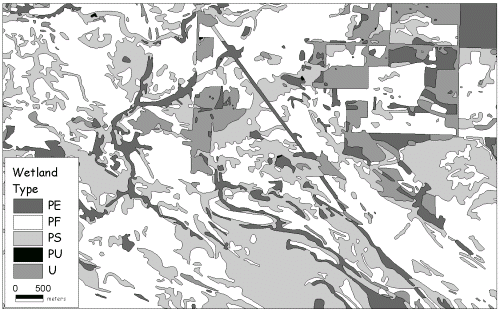 Wetland
Type
PE
PF
PS
PU
U
0 500
meters